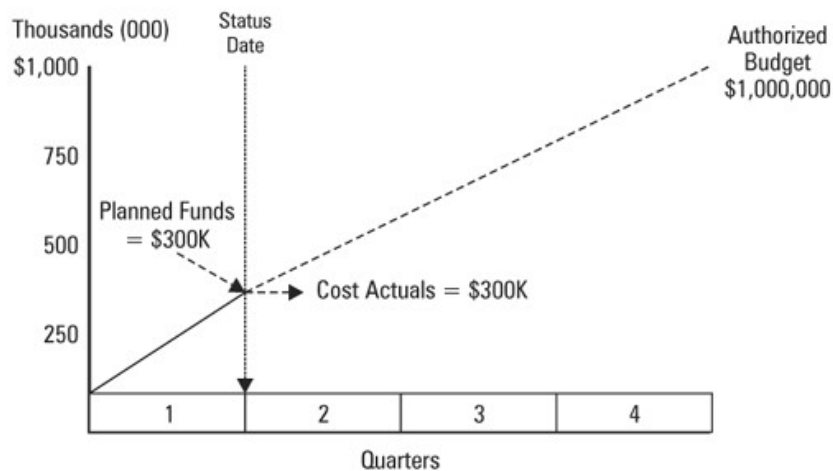 Thousands (000)
Status
Date
Authorized
Budget
$1,000,000
$1,000
750
Planned Funds
= $300K
500
Cost Actuals = $300K
250
1
2
3
4
Quarters